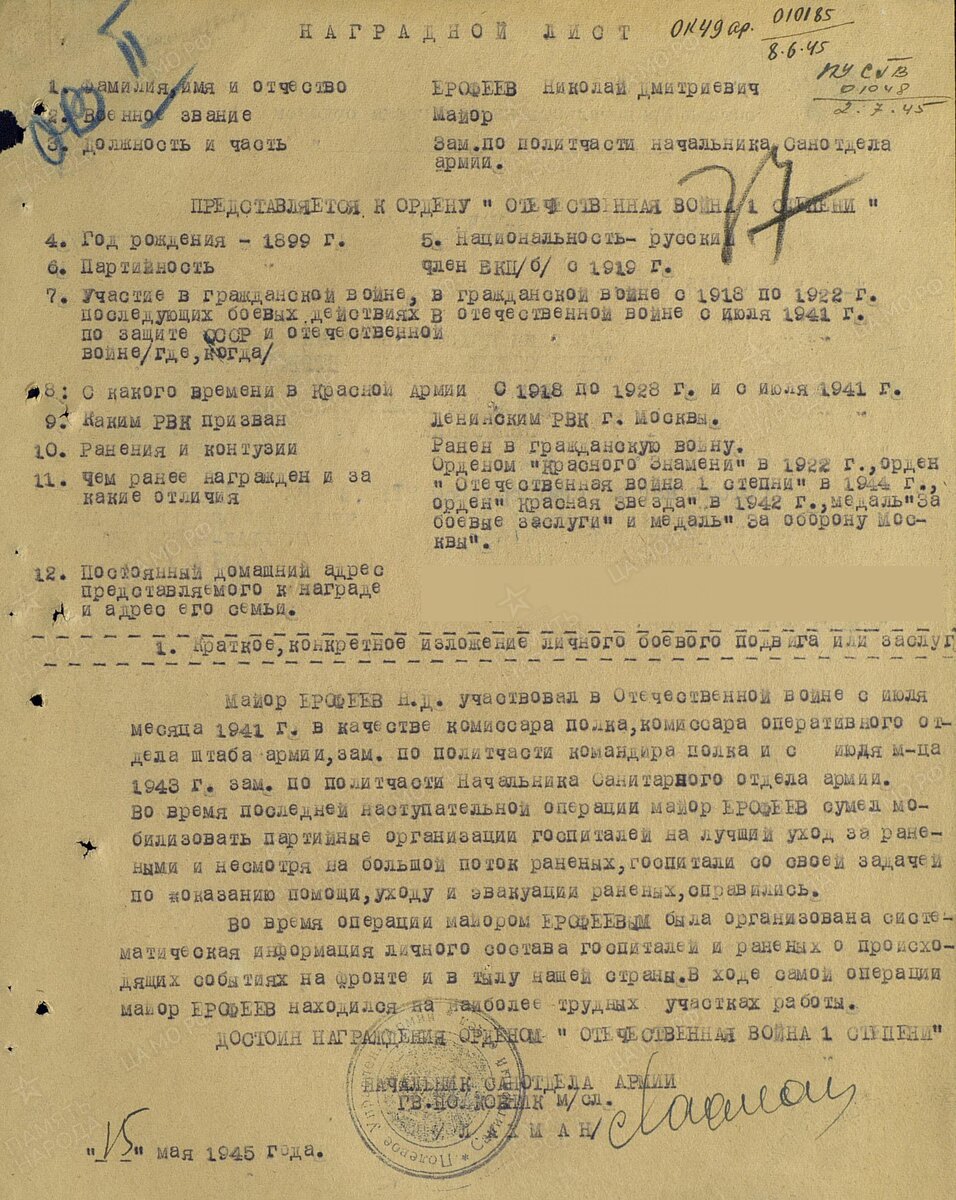 НАГРАДНОЙ ЛИСТ
ОК49ар. 010185
8.6.45
01048
2.7.45
1. Фамилия, имя и отчество ЕРОФЕЕВ Николай Дмитриевич
2. Военное звание Майор
3. Должность и часть Зам.по политчасти начальника Санотдела
армии.
ПРЕДСТАВЛЯЕТСЯ К ОРДЕНУ " ОТЕЧЕСТВЕННАЯ ВОЙНА 1 СТЕПЕНИ "
77
4. Год рождения - 1899 г. 5. Национальность- русский
6. Партийность член ВКП/б/ с 1919 г.
7. Участие в гражданской войне, в гражданской войне с 1918 по 1922 г.
последующих боевых действиях В отечественной войне с июля 1941 г.
по защите СССР и отечественной
войне/где,когда/
8: С какого времени в Красной Армии С 1918 по 1928 г. и с июля 1941 г.
9. Каким РВК призван Ленинским РВК г. Москвы.
10. Ранения и контузии Ранен в гражданскую войну.
11. Чем ранее награжден и за Орденом "Красного Знамени" в 1922 г.,орден
какие отличия " Отечественная война 1 степни" в 1944 г.,
орден" Красная Звезда" в 1942 г.,медаль"За
боевые заслуги" и медаль" За оборону Мос-
квы".
12. Постоянный домашний адрес
представляемого к награде
и адрес его семьи.
1. Краткое,конкретное изложение личного боевого подвига или заслуг
Майор ЕРОФЕЕВ Н.Д. участвовал в Отечественной войне с июля
месяца 1941 г. в качестве комиссара полка,комиссара оперативного от-
дела штаба армии,зам. по политчасти командира полка и с июля м-ца
1943 г. зам. по политчасти Начальника Санитарного отдела армии.
Во время последней наступательной операции майор ЕРОФЕЕВ сумел мо-
билизовать партийные организации госпиталей на лучший уход за ране-
ными и несмотря на большой поток раненых,госпитали со своей задачей
по оказанию помощи,уходу и эвакуации раненых,справились.
Во время операции майором ЕРОФЕЕВЫМ была организована систе-
матическая информация личного состава госпиталей и раненых о происхо-
дящих событиях на фронте и в тылу нашей страны.В ходе самой операции
майор ЕРОФЕЕВ находился на наиболее трудных участках работы.
ДОСТОИН НАГРАЖДЕНИЯ ОРДЕНОМ " ОТЕЧЕСТВЕННАЯ ВОЙНА 1 СТЕПЕНИ"
НАЧАЛЬНИК САНОТДЕЛА АРМИИ
ГВ.ПОЛКОВНИК М/СЛ.
/ЛАХМАН/
"15" мая 1945 года.